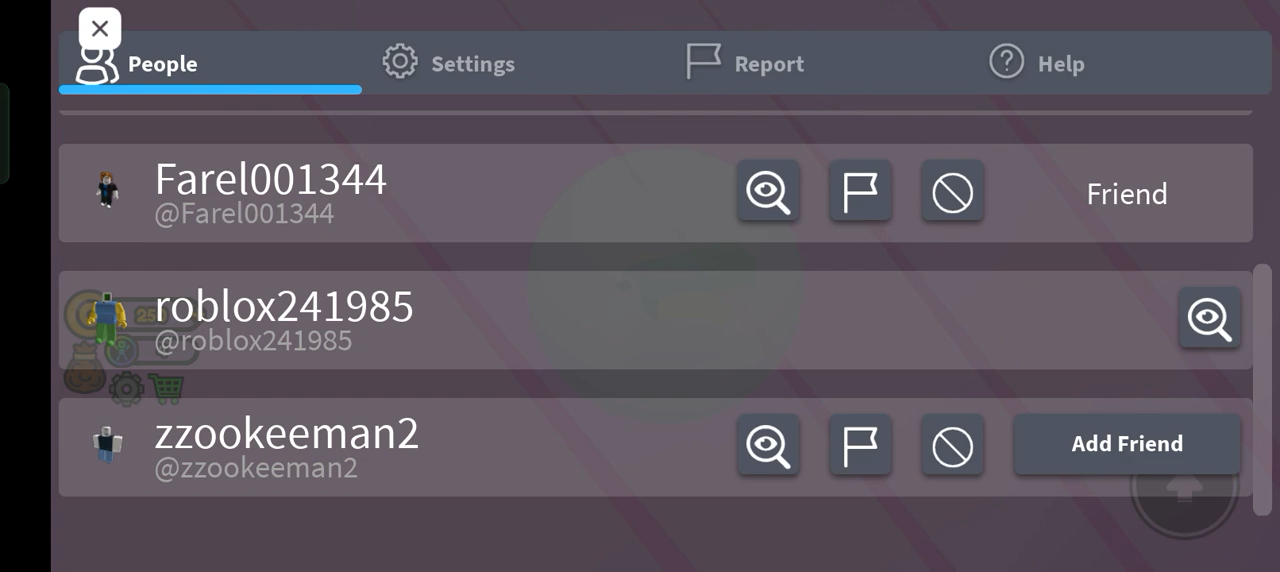 People
Settings
Report
Help
Farel001344
@Farel001344
Friend
roblox241985
@roblox241985
zzookeeman2
@zzookeeman2
Add Friend